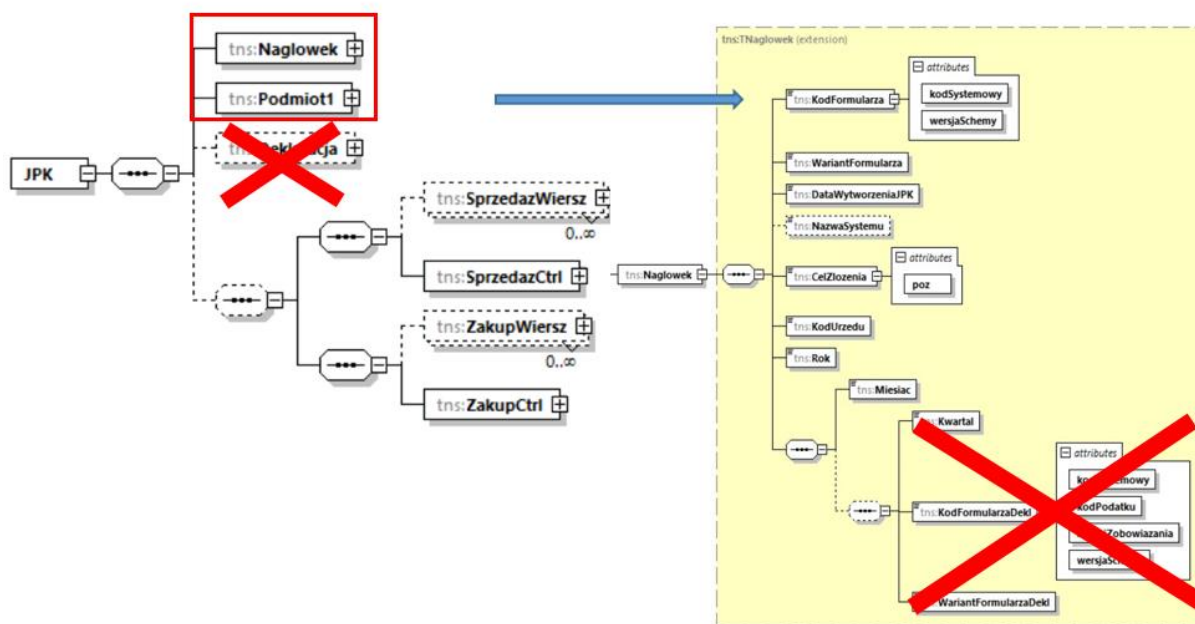 tns:Naglowek
tns:Podmiot1
JPK
tns:SprzedazWiersz
0..∞
tns:SprzedazCtrl
tns:ZakupWiersz
0..∞
tns:ZakupCtrl
tns:TNaglowek (extension)
tns:Naglowek
tns:KodFormularza
attributes
kodSystemowy
wersjaSchemy
tns:WariantFormularza
tns:DataWytworzeniaJPK
tns:NazwaSystemu
tns:CelZlozenia
attributes
poz
tns:KodUrzedu
tns:Rok
tns:Miesiac
tns:Kwartal
tns:KodFormularzaDekl
attributes
kodPodatku
WariantFormularzaDekl